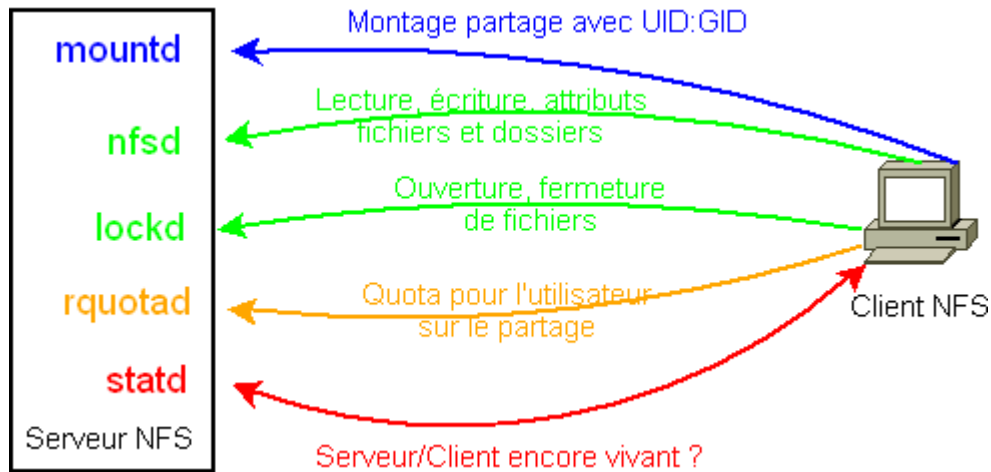 Montage partage avec UID:GID
mountd
Lecture, écriture, attributs
fichiers et dossiers
nfsd
Ouverture, fermeture
de fichiers
lockd
Quota pour l'utilisateur
sur le partage
rquotad
Client NFS
statd
Serveur NFS
Serveur/Client encore vivant ?